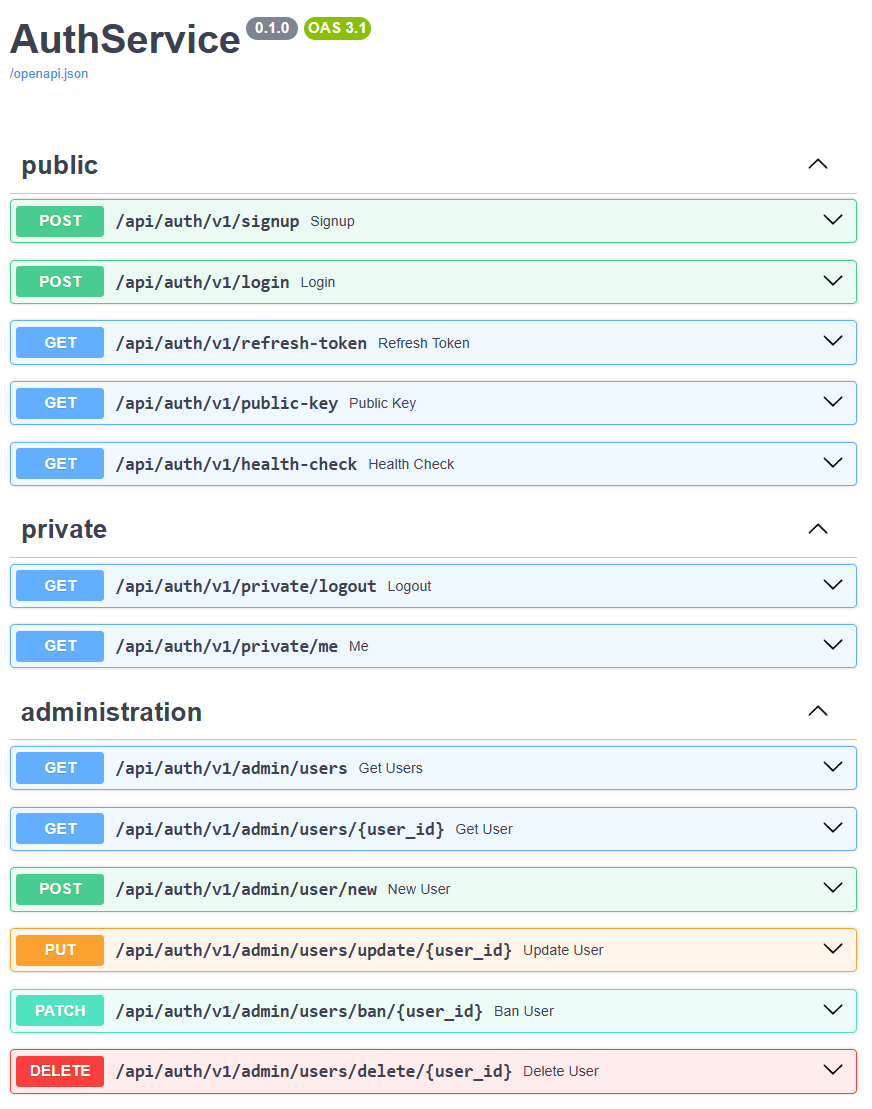 AuthService 0.1.0 OAS 3.1
/openapi.json
public
POST /api/auth/v1/signup Signup
POST /api/auth/v1/login Login
GET /api/auth/v1/refresh-token Refresh Token
GET /api/auth/v1/public-key Public Key
GET /api/auth/v1/health-check Health Check
private
GET /api/auth/v1/private/logout Logout
GET /api/auth/v1/private/me Me
administration
GET /api/auth/v1/admin/users Get Users
GET /api/auth/v1/admin/users/{user_id} Get User
POST /api/auth/v1/admin/user/new New User
PUT /api/auth/v1/admin/users/update/{user_id} Update User
PATCH /api/auth/v1/admin/users/ban/{user_id} Ban User
DELETE /api/auth/v1/admin/users/delete/{user_id} Delete User